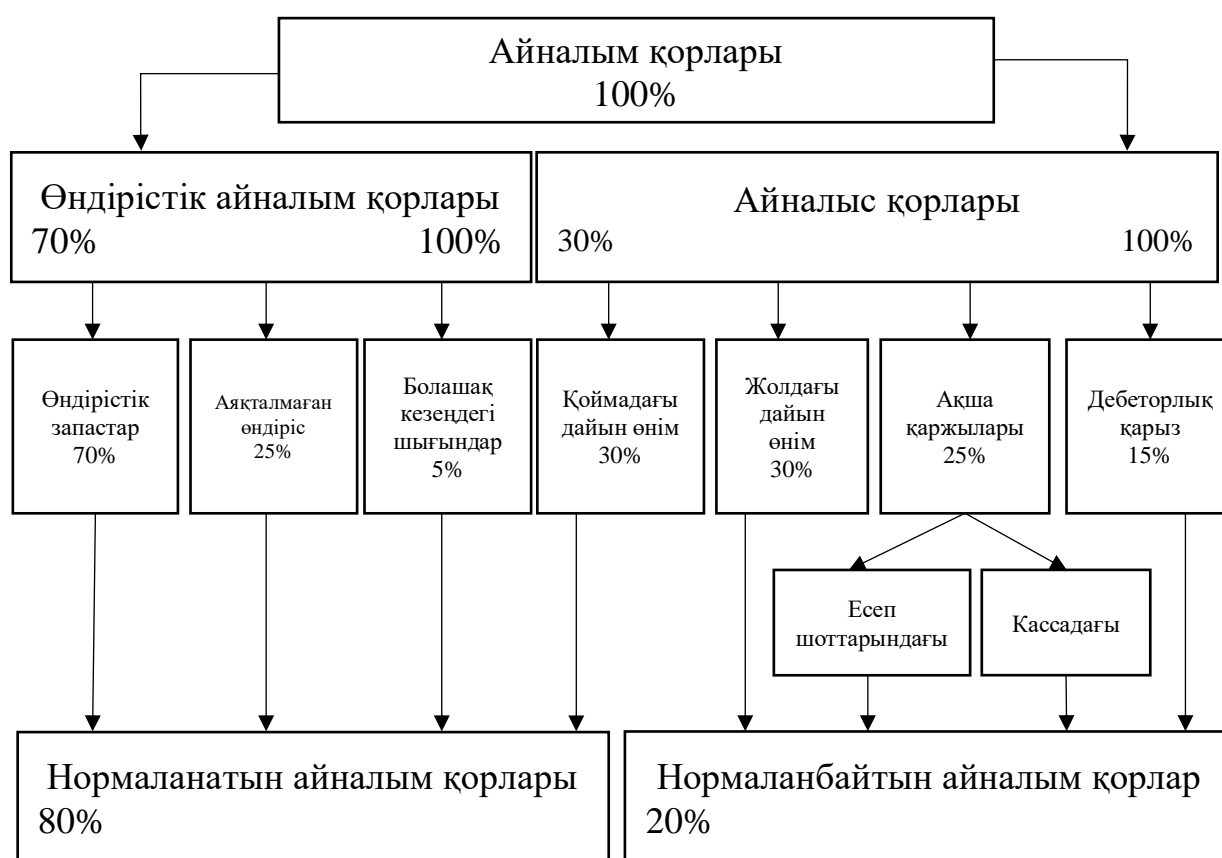 Айналым қорлары
100%
Өндірістік айналым қорлары
70% 100%
Айналыс қорлары
30% 100%
Өндірістік
запастар
70%
Аяқталмаған
өндіріс
25%
Болашақ
кезеңдегі
шығындар
5%
Қоймадағы
дайын өнім
30%
Жолдағы
дайын
өнім
30%
Ақша
қаржылары
25%
Дебеторлық
қарыз
15%
Есеп
шоттарындағы
Кассадағы
Нормаланатын айналым қорлары
80%
Нормаланбайтын айналым қорлар
20%